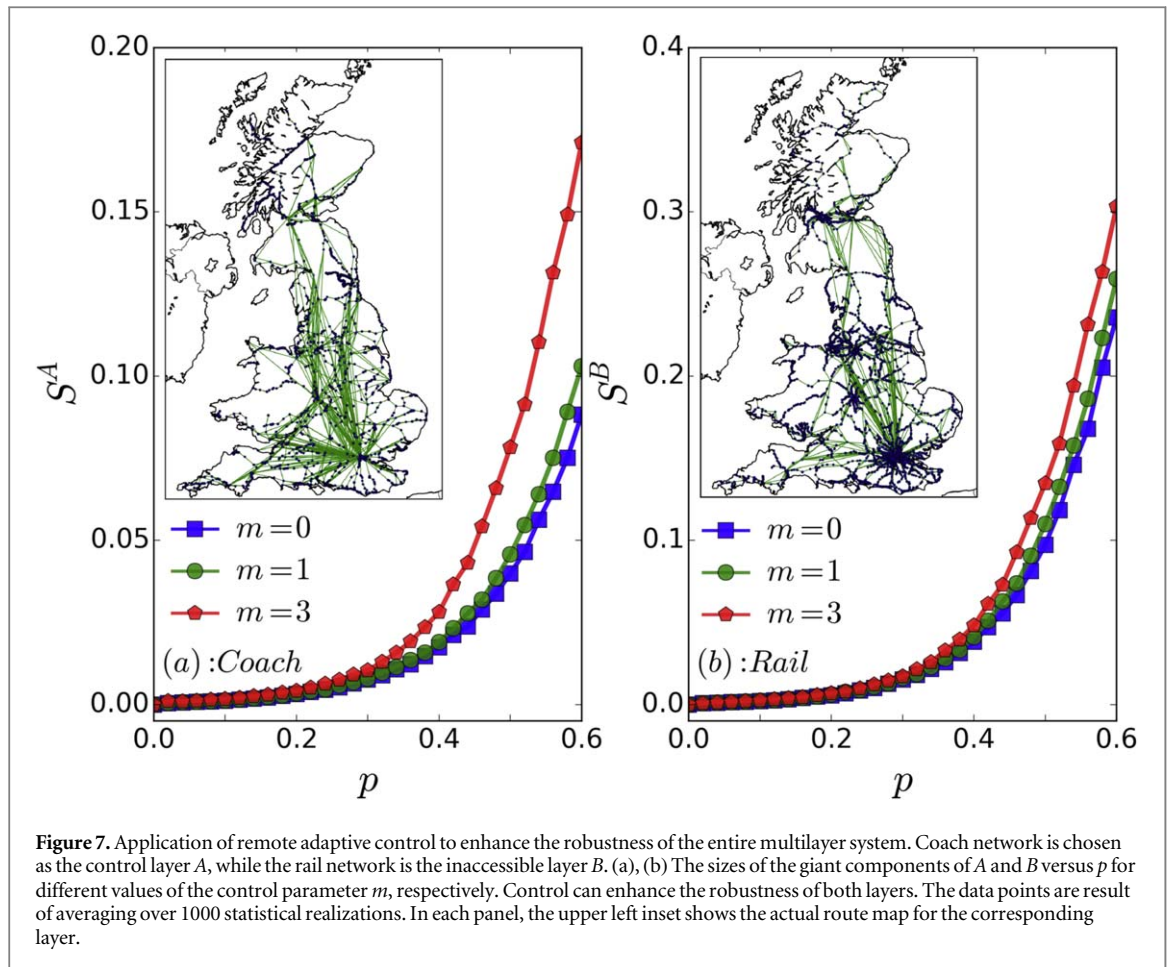 0.20
0.15
0.10
0.05
0.00
S^A
m = 0
m = 1
m = 3
(a) :Coach
0.0 0.2 0.4 0.6
p
0.4
0.3
0.2
0.1
0.0
S^B
m = 0
m = 1
m = 3
(b) :Rail
0.0 0.2 0.4 0.6
p
Figure 7. Application of remote adaptive control to enhance the robustness of the entire multilayer system. Coach network is chosen
as the control layer A, while the rail network is the inaccessible layer B. (a), (b) The sizes of the giant components of A and B versus p for
different values of the control parameter m, respectively. Control can enhance the robustness of both layers. The data points are result
of averaging over 1000 statistical realizations. In each panel, the upper left inset shows the actual route map for the corresponding
layer.